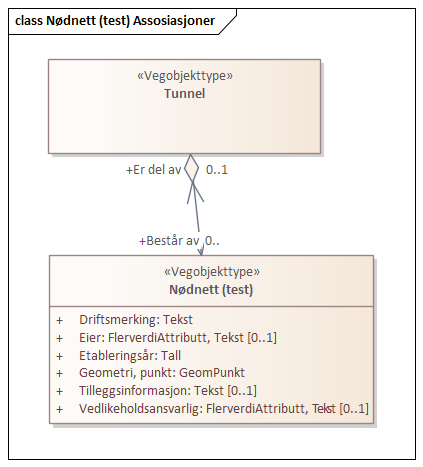 class Nødnett (test) Assosiasjoner
«Vegobjekttype»
Tunnel
+Er del av 0..1
+Består av 0..
«Vegobjekttype»
Nødnett (test)
+ Driftsmerking: Tekst
+ Eier: FlerverdiAttributt, Tekst [0..1]
+ Etableringsår: Tall
+ Geometri, punkt: GeomPunkt
+ Tilleggsinformasjon: Tekst [0..1]
+ Vedlikeholdsansvarlig: FlerverdiAttributt, Tekst [0..1]